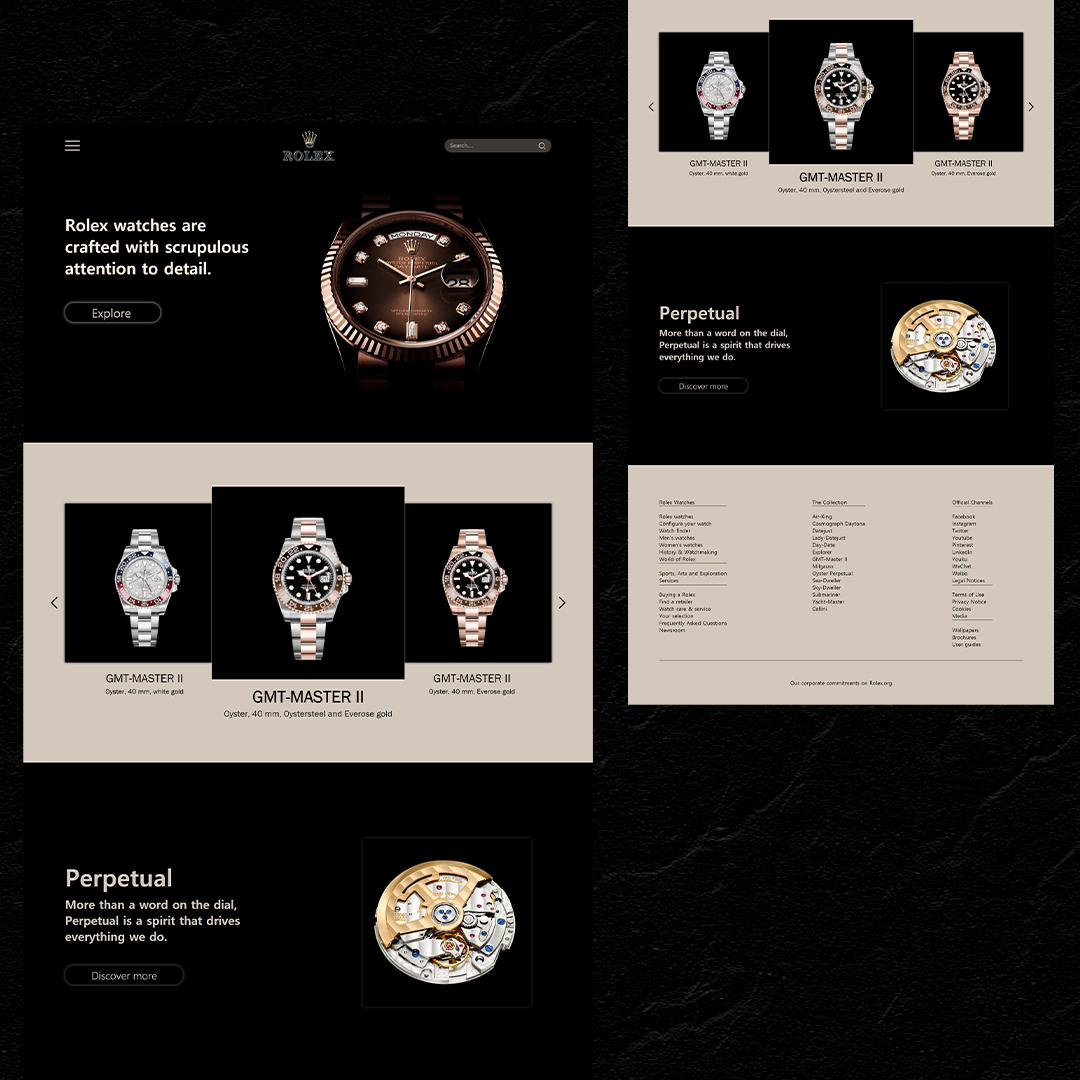 ROLEX
Search...
Rolex watches are
crafted with scrupulous
attention to detail.
Explore
MONDAY
ROLEX
28
GMT-MASTER II
Oyster, 40 mm, white gold
GMT-MASTER II
Oyster, 40 mm, Oystersteel and Everose gold
GMT-MASTER II
Oyster, 40 mm, Everose gold
Perpetual
More than a word on the dial,
Perpetual is a spirit that drives
everything we do.
Discover more
GMT-MASTER II
Oyster, 40 mm, white gold
GMT-MASTER II
Oyster, 40 mm, Oystersteel and Everose gold
GMT-MASTER II
Oyster, 40 mm, Everose gold
Perpetual
More than a word on the dial,
Perpetual is a spirit that drives
everything we do.
Discover more
Rolex Watches
Rolex watches
Configure your watch
Watch finder
Men's watches
Women's watches
History & Watchmaking
World of Rolex
Sports, Arts and Exploration
Services
Buying a Rolex
Find a retailer
Watch care & service
Your selection
Frequently Asked Questions
Newsroom
The Collection
Air-King
Cosmograph Daytona
Datejust
Lady-Datejust
Day-Date
Explorer
GMT-Master II
Milgauss
Oyster Perpetual
Sea-Dweller
Sky-Dweller
Submariner
Yacht-Master
Cellini
Official Channels
Facebook
Instagram
Twitter
Youtube
Pinterest
LinkedIn
Youku
WeChat
Weibo
Legal Notices
Terms of Use
Privacy Notice
Cookies
Media
Wallpapers
Brochures
User guides
Our corporate commitments on Rolex.org